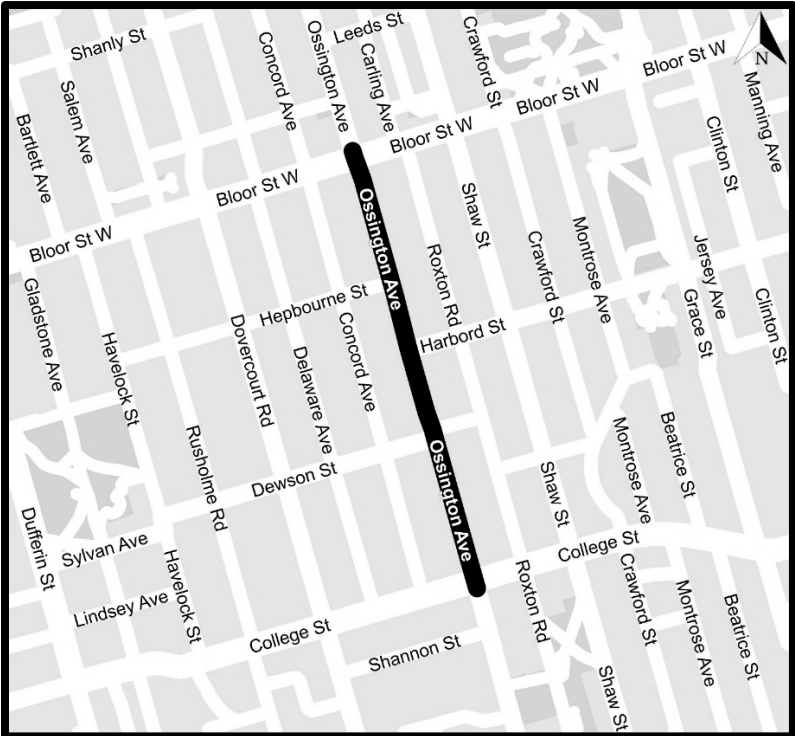 Shanly St
Leeds St
Concord Ave
Ossington Ave
Carling Ave
Crawford St
Bloor St W
N
Salem Ave
Bartlett Ave
Bloor St W
Bloor St W
Manning Ave
Clinton St
Bloor St W
Bloor St W
Ossington Ave
Shaw St
Roxton Rd
Crawford St
Montrose Ave
Jersey Ave
Grace St
Clinton St
Gladstone Ave
Hepbourne St
Harbord St
Havelock St
Dovercourt Rd
Delaware Ave
Concord Ave
Rusholme Rd
Dewson St
Ossington Ave
Montrose Ave
Beatrice St
Shaw St
Dufferin St
Sylvan Ave
College St
Havelock St
Lindsey Ave
College St
Shannon St
Roxton Rd
Crawford St
Montrose Ave
Beatrice St
Shaw St